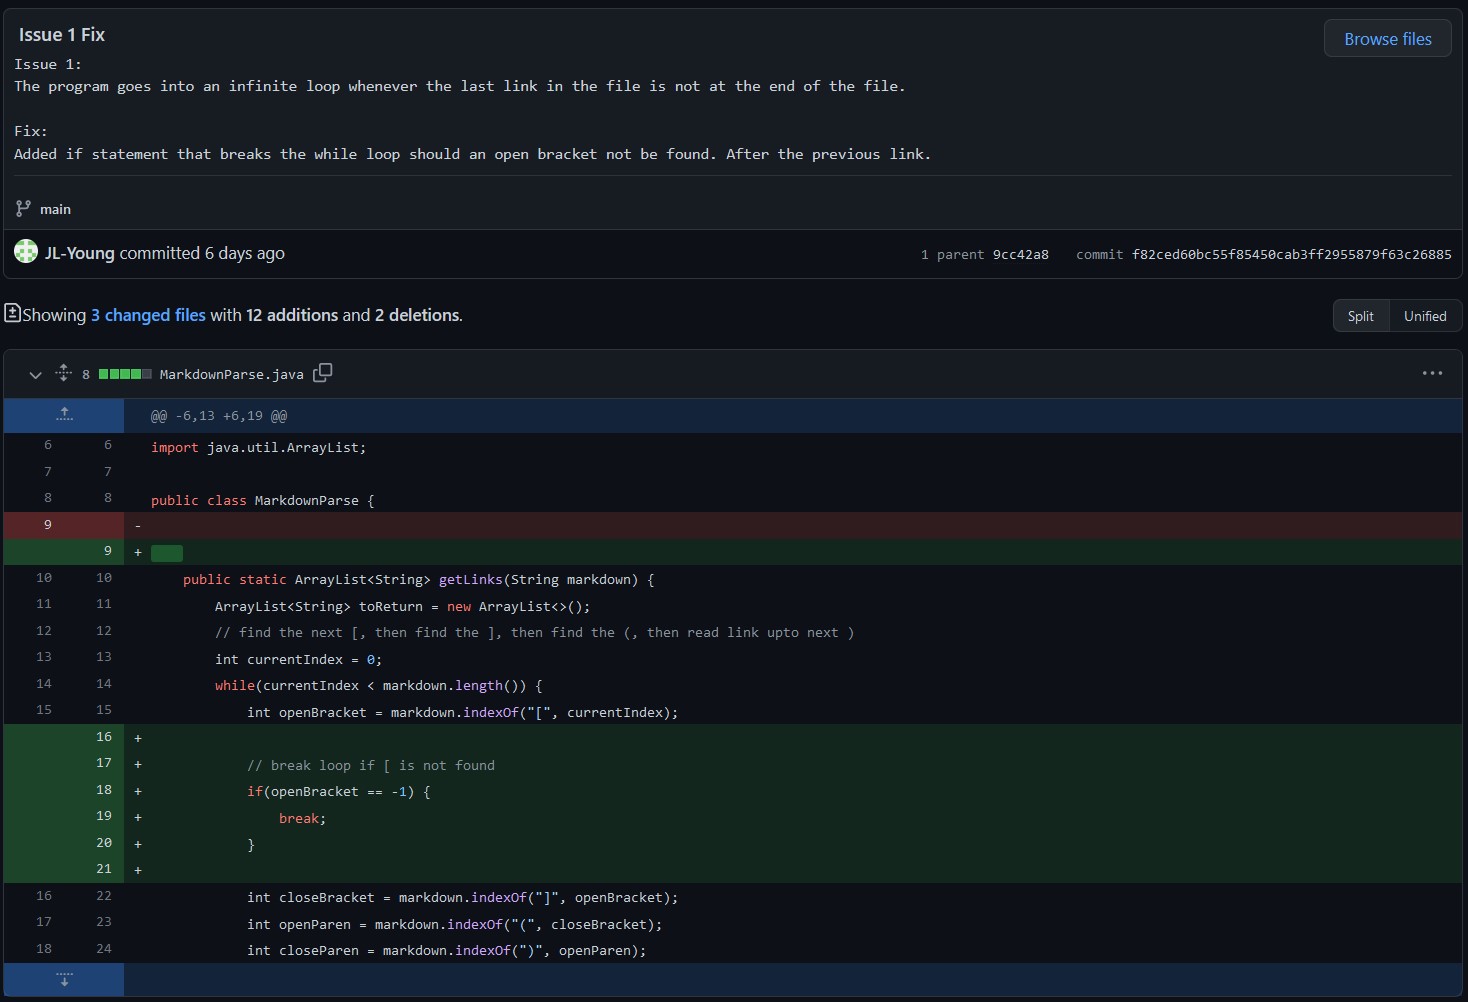 Issue 1 Fix
Browse files
Issue 1:
The program goes into an infinite loop whenever the last link in the file is not at the end of the file.
Fix:
Added if statement that breaks the while loop should an open bracket not be found. After the previous link.
main
JL-Young committed 6 days ago
1 parent 9cc42a8 commit f82ced60bc55f85450cab3ff2955879f63c26885
Showing 3 changed files with 12 additions and 2 deletions.
Split Unified
8 MarkdownParse.java
@@ -6,13 +6,19 @@
6 6 import java.util.ArrayList;
7 7
8 8 public class MarkdownParse {
9 -
9 +
10 10 public static ArrayList<String> getLinks(String markdown) {
11 11 ArrayList<String> toReturn = new ArrayList<>();
12 12 // find the next [, then find the ], then find the (, then read link upto next )
13 13 int currentIndex = 0;
14 14 while(currentIndex < markdown.length()) {
15 15 int openBracket = markdown.indexOf("[", currentIndex);
16 +
17 + // break loop if [ is not found
18 + if(openBracket == -1) {
19 + break;
20 + }
21 +
16 22 int closeBracket = markdown.indexOf("]", openBracket);
17 23 int openParen = markdown.indexOf("(", closeBracket);
18 24 int closeParen = markdown.indexOf(")", openParen);